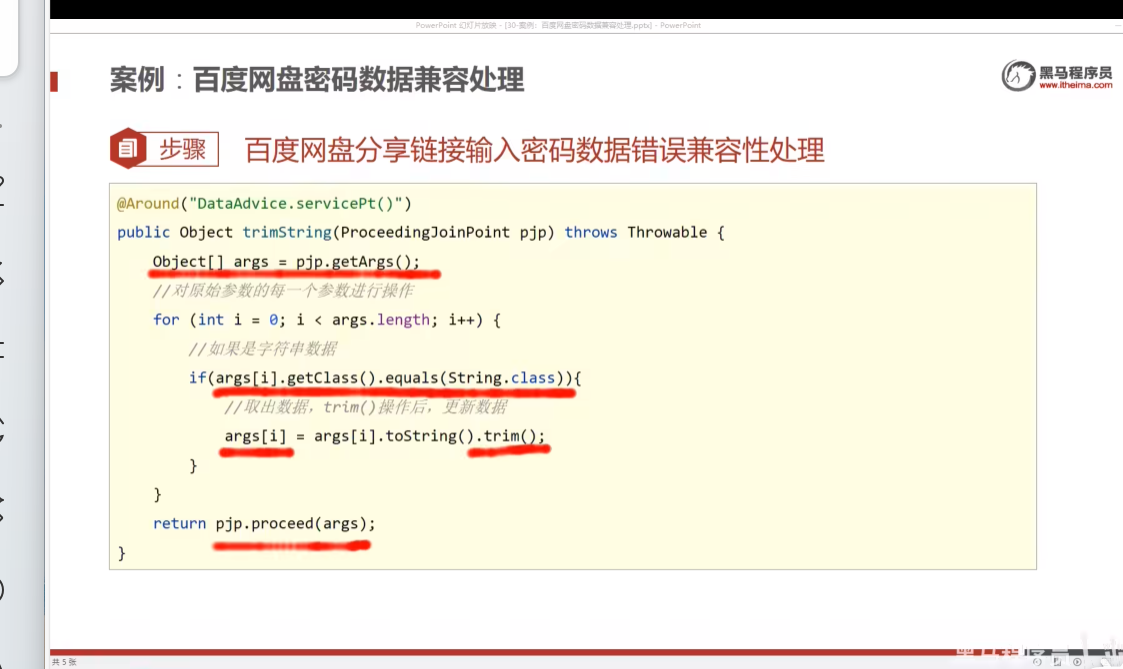 PowerPoint 幻灯片放映 - [30-案例：百度网盘密码数据兼容处理.pptx] - PowerPoint
案例：百度网盘密码数据兼容处理
黑马程序员
www.itheima.com
步骤
百度网盘分享链接输入密码数据错误兼容性处理
@Around("DataAdvice.servicePt()")
public Object trimString(ProceedingJoinPoint pjp) throws Throwable {
Object[] args = pjp.getArgs();
//对原始参数的每一个参数进行操作
for (int i = 0; i < args.length; i++) {
//如果是字符串数据
if(args[i].getClass().equals(String.class)){
//取出数据，trim()操作后，更新数据
args[i] = args[i].toString().trim();
}
}
return pjp.proceed(args);
}
共 5 张